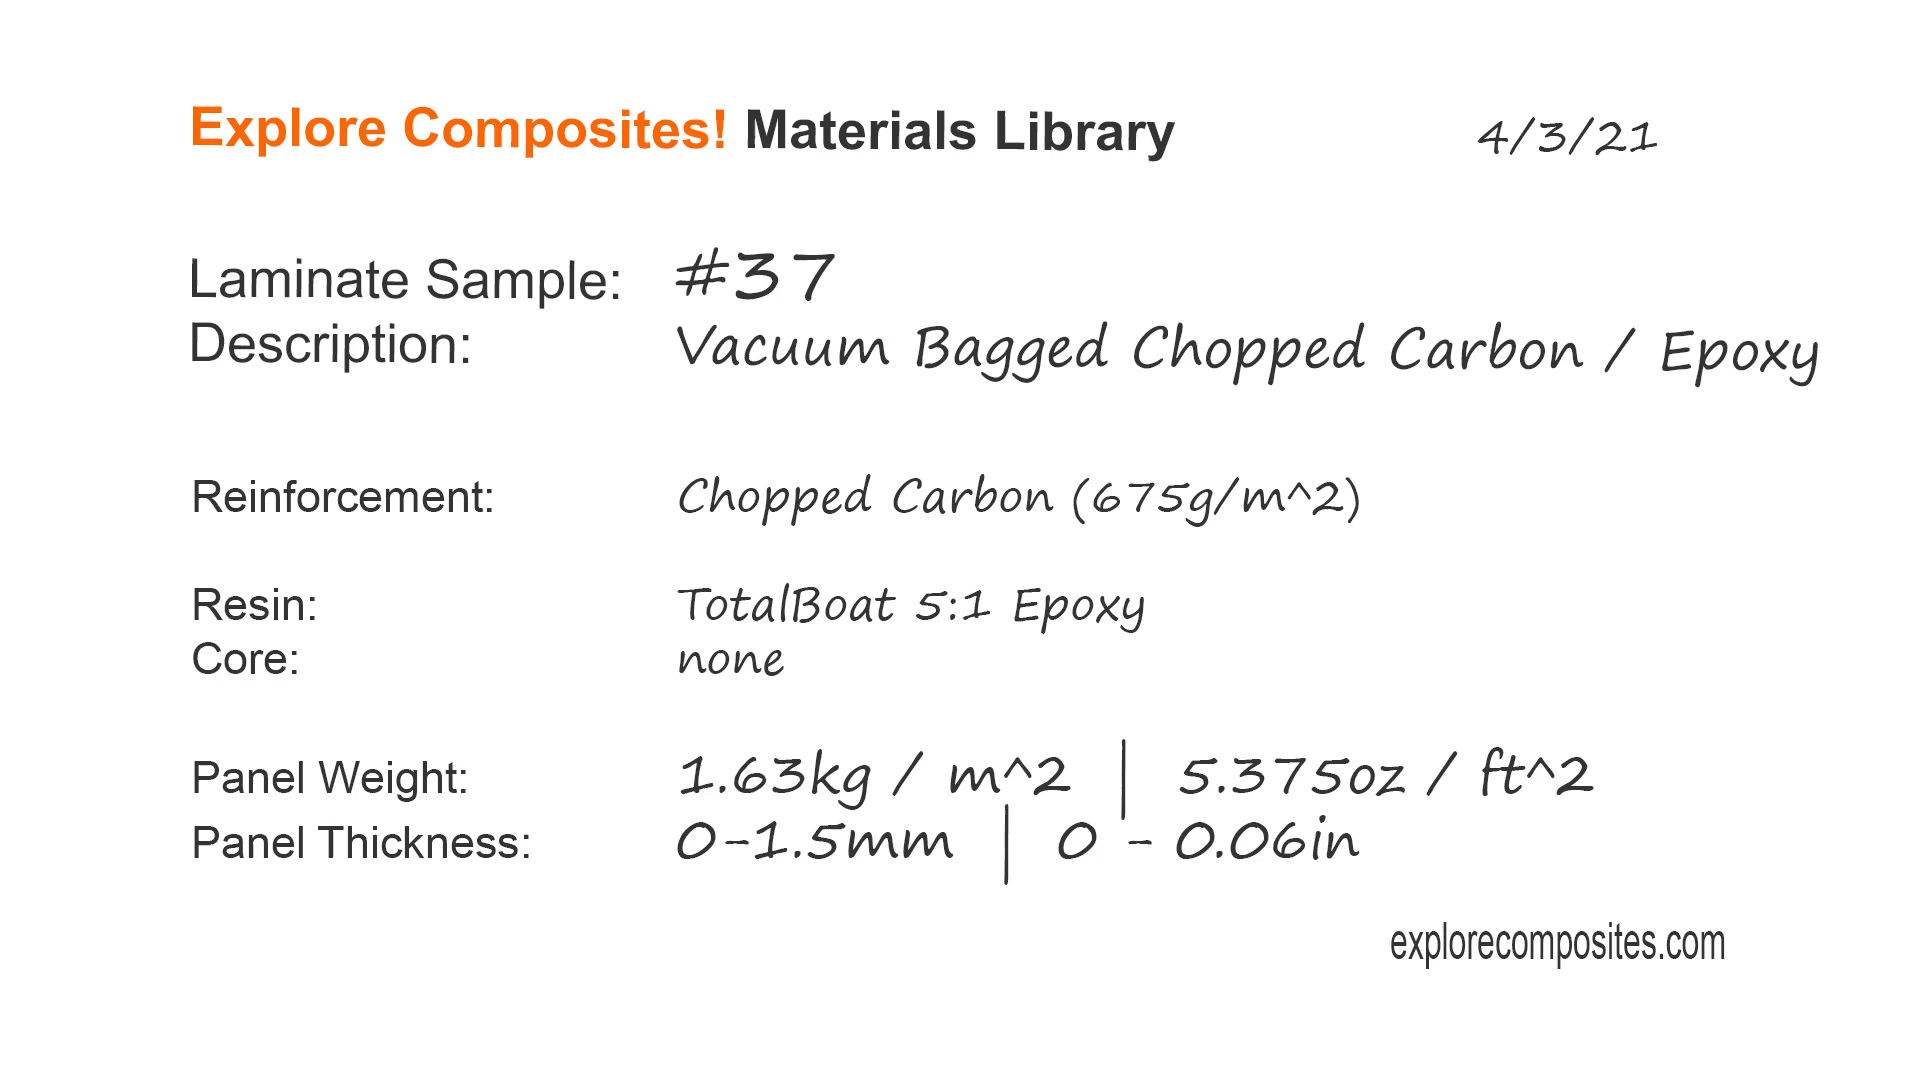 Explore Composites! Materials Library 4/3/21
Laminate Sample: #37
Description: Vacuum Bagged Chopped Carbon / Epoxy
Reinforcement: Chopped Carbon (675g/m^2)
Resin: TotalBoat 5:1 Epoxy
Core: none
Panel Weight: 1.63kg / m^2 | 5.375oz / ft^2
Panel Thickness: 0-1.5mm | 0 - 0.06in
explorecomposites.com